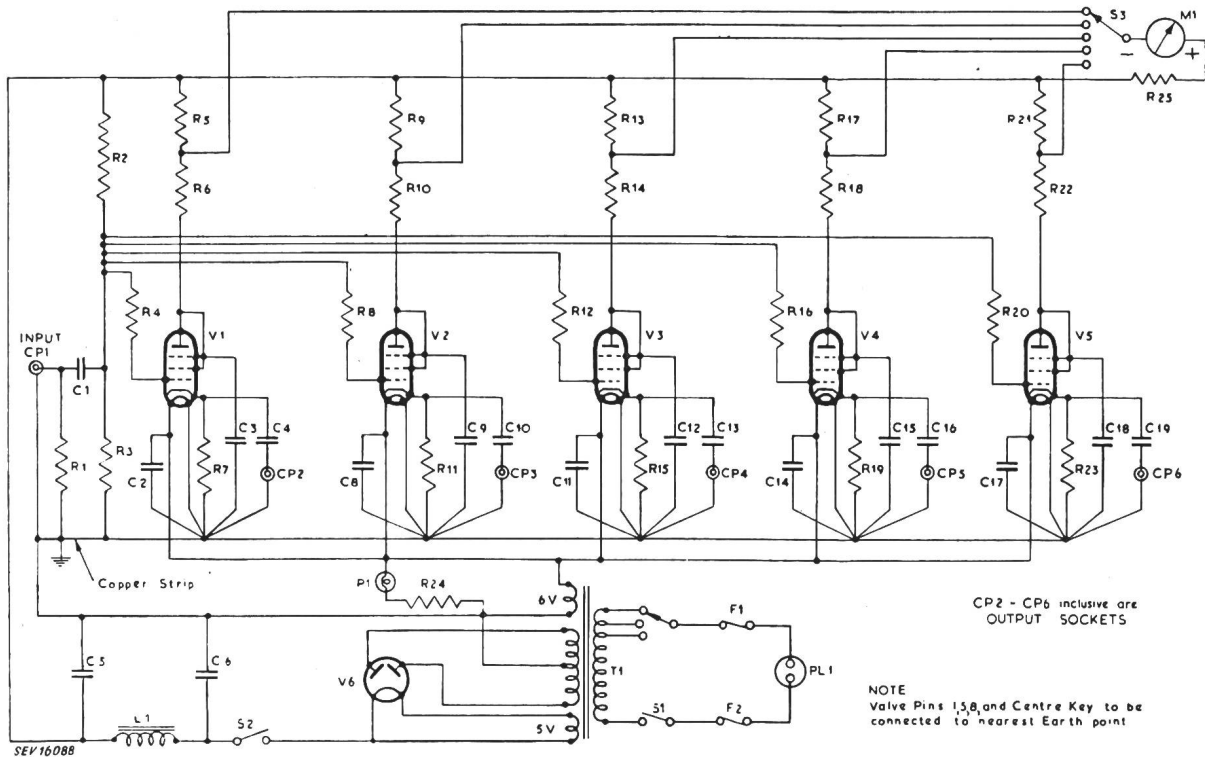 S3
M1
−
+
R25
R5
R9
R13
R17
R21
R2
R6
R10
R14
R18
R22
R4
R8
R12
R16
R20
V1
V2
V3
V4
V5
INPUT
CP1
C1
C3
C4
C9
C10
C12
C13
C15
C16
C18
C19
R1
R3
C2
R7
CP2
C8
R11
CP3
C11
R15
CP4
C14
R19
CP5
C17
R23
CP6
Copper Strip
P1
R24
6V
F1
CP2 - CP6 inclusive are
OUTPUT SOCKETS
C5
C6
V6
T1
PL1
L1
S2
5V
S1
F2
NOTE
Valve Pins 1,5,8, and Centre Key to be
connected to nearest Earth point
SEV16088